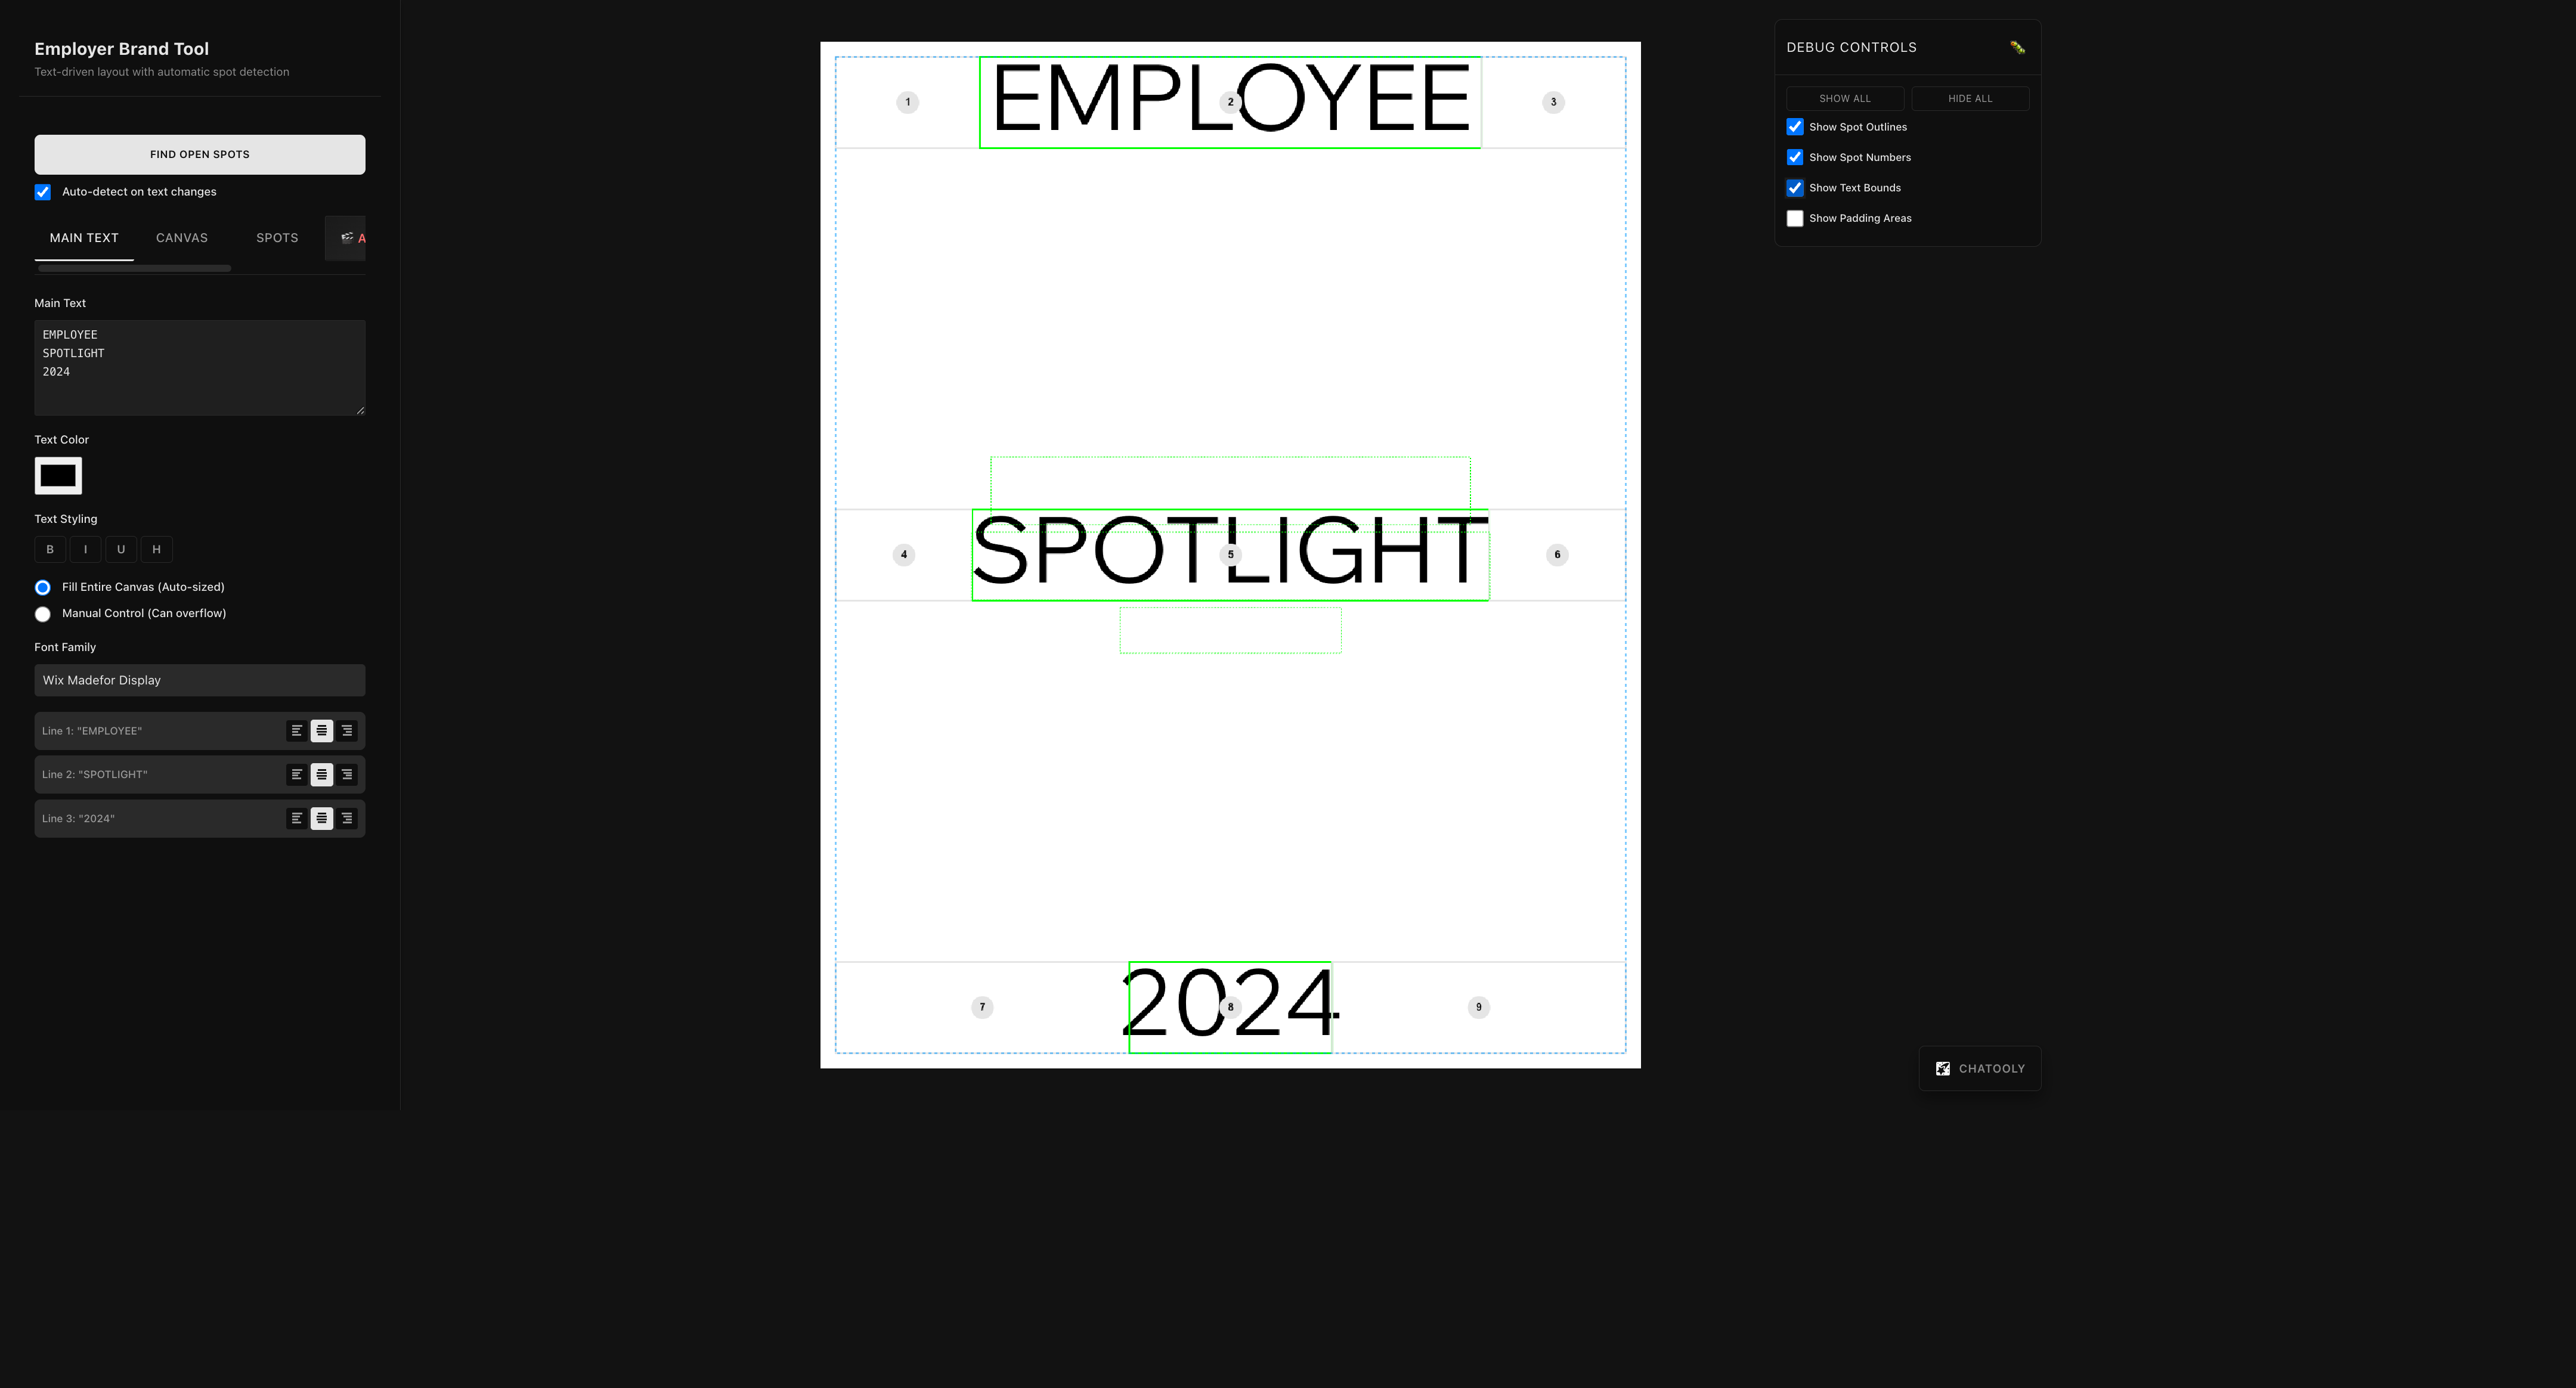 Employer Brand Tool
Text-driven layout with automatic spot detection
FIND OPEN SPOTS
Auto-detect on text changes
MAIN TEXT
CANVAS
SPOTS
A
Main Text
EMPLOYEE
SPOTLIGHT
2024
Text Color
Text Styling
B
I
U
H
Fill Entire Canvas (Auto-sized)
Manual Control (Can overflow)
Font Family
Wix Madefor Display
Line 1: "EMPLOYEE"
Line 2: "SPOTLIGHT"
Line 3: "2024"
1
EMPLOYEE
2
3
4
SPOTLIGHT
5
6
7
2024
8
9
DEBUG CONTROLS
SHOW ALL
HIDE ALL
Show Spot Outlines
Show Spot Numbers
Show Text Bounds
Show Padding Areas
CHATOOLY